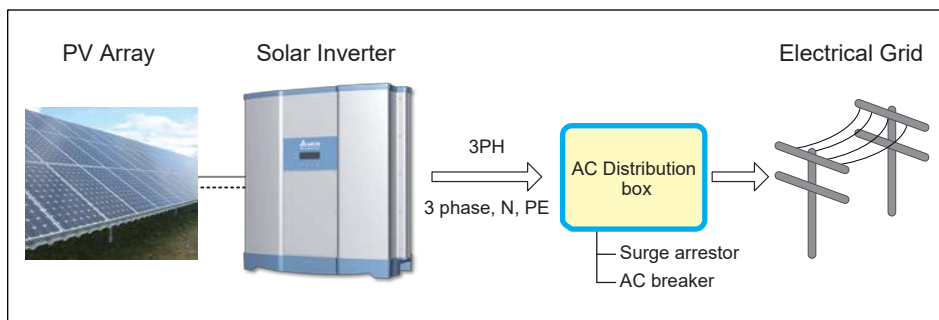 PV Array
Solar Inverter
Electrical Grid
3PH
3 phase, N, PE
AC Distribution
box
Surge arrestor
AC breaker